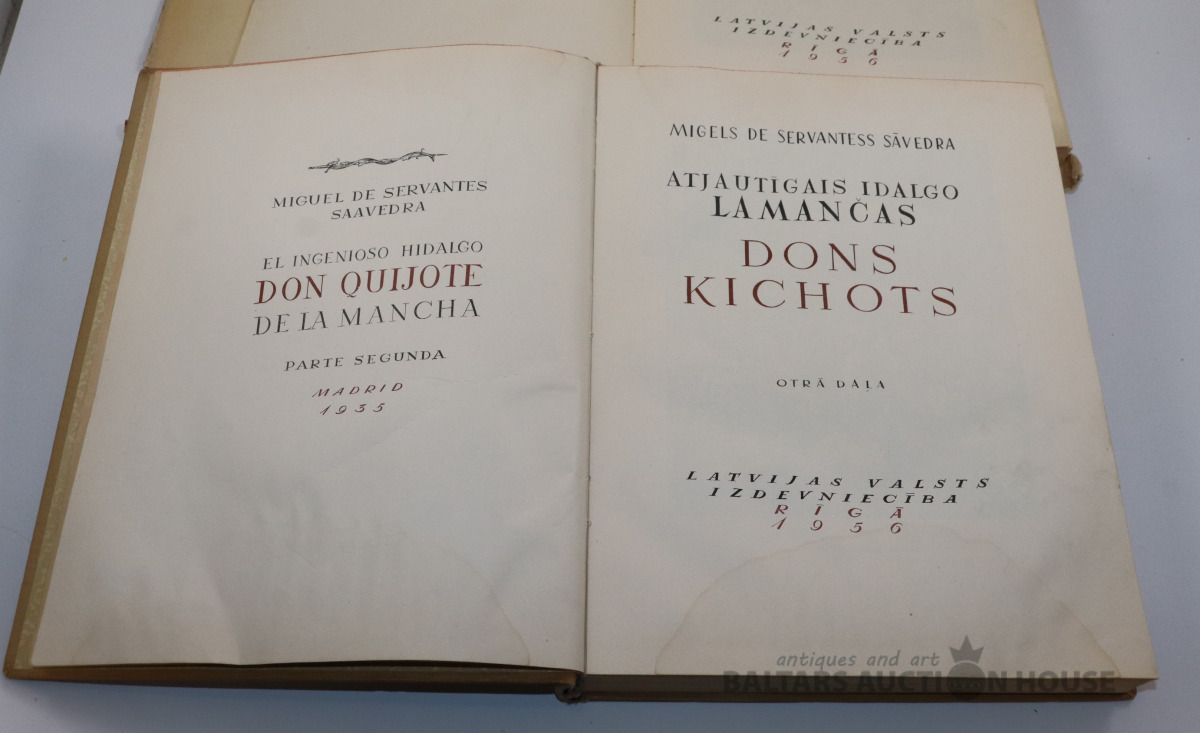 LATVIJAS VALSTS
IZDEVNIECĪBA
RĪGĀ
1956
MIGUEL DE SERVANTES
SAAVEDRA
EL INGENIOSO HIDALGO
DON QUIJOTE
DE LA MANCHA
PARTE SEGUNDA
MADRID
1935
MIGELS DE SERVANTESS SĀVEDRA
ATJAUTĪGAIS IDALGO
LAMANČAS
DONS
KICHOTS
OTRĀ DAĻA
LATVIJAS VALSTS
IZDEVNIECĪBA
RĪGĀ
1956
antiques and art
BALTARS AUCTION HOUSE